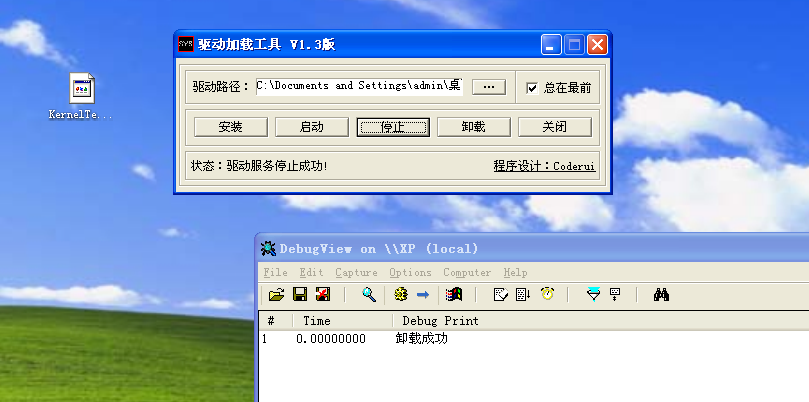 SYS 驱动加载工具 V1.3版
KernelTe...
驱动路径： C:\Documents and Settings\admin\桌 ... 总在最前
安装 启动 停止 卸载 关闭
状态：驱动服务停止成功! 程序设计：Coderui
DebugView on \\XP (local)
File Edit Capture Options Computer Help
# Time Debug Print
1 0.00000000 卸载成功